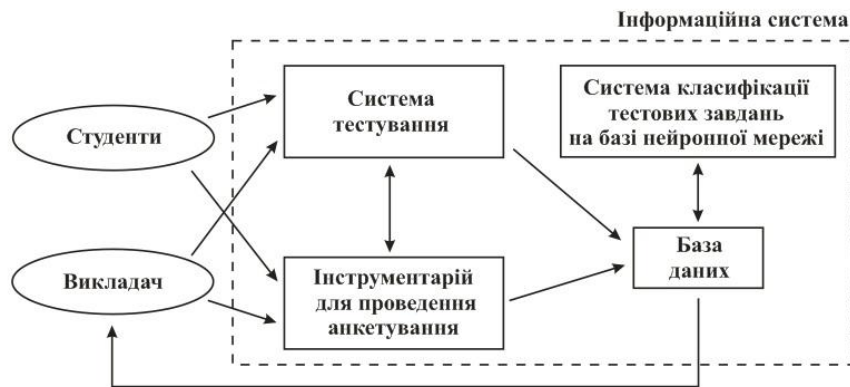 Інформаційна система
Студенти
Система
тестування
Система класифікації
тестових завдань
на базі нейронної мережі
Викладач
Інструментарій
для проведення
анкетування
База
даних